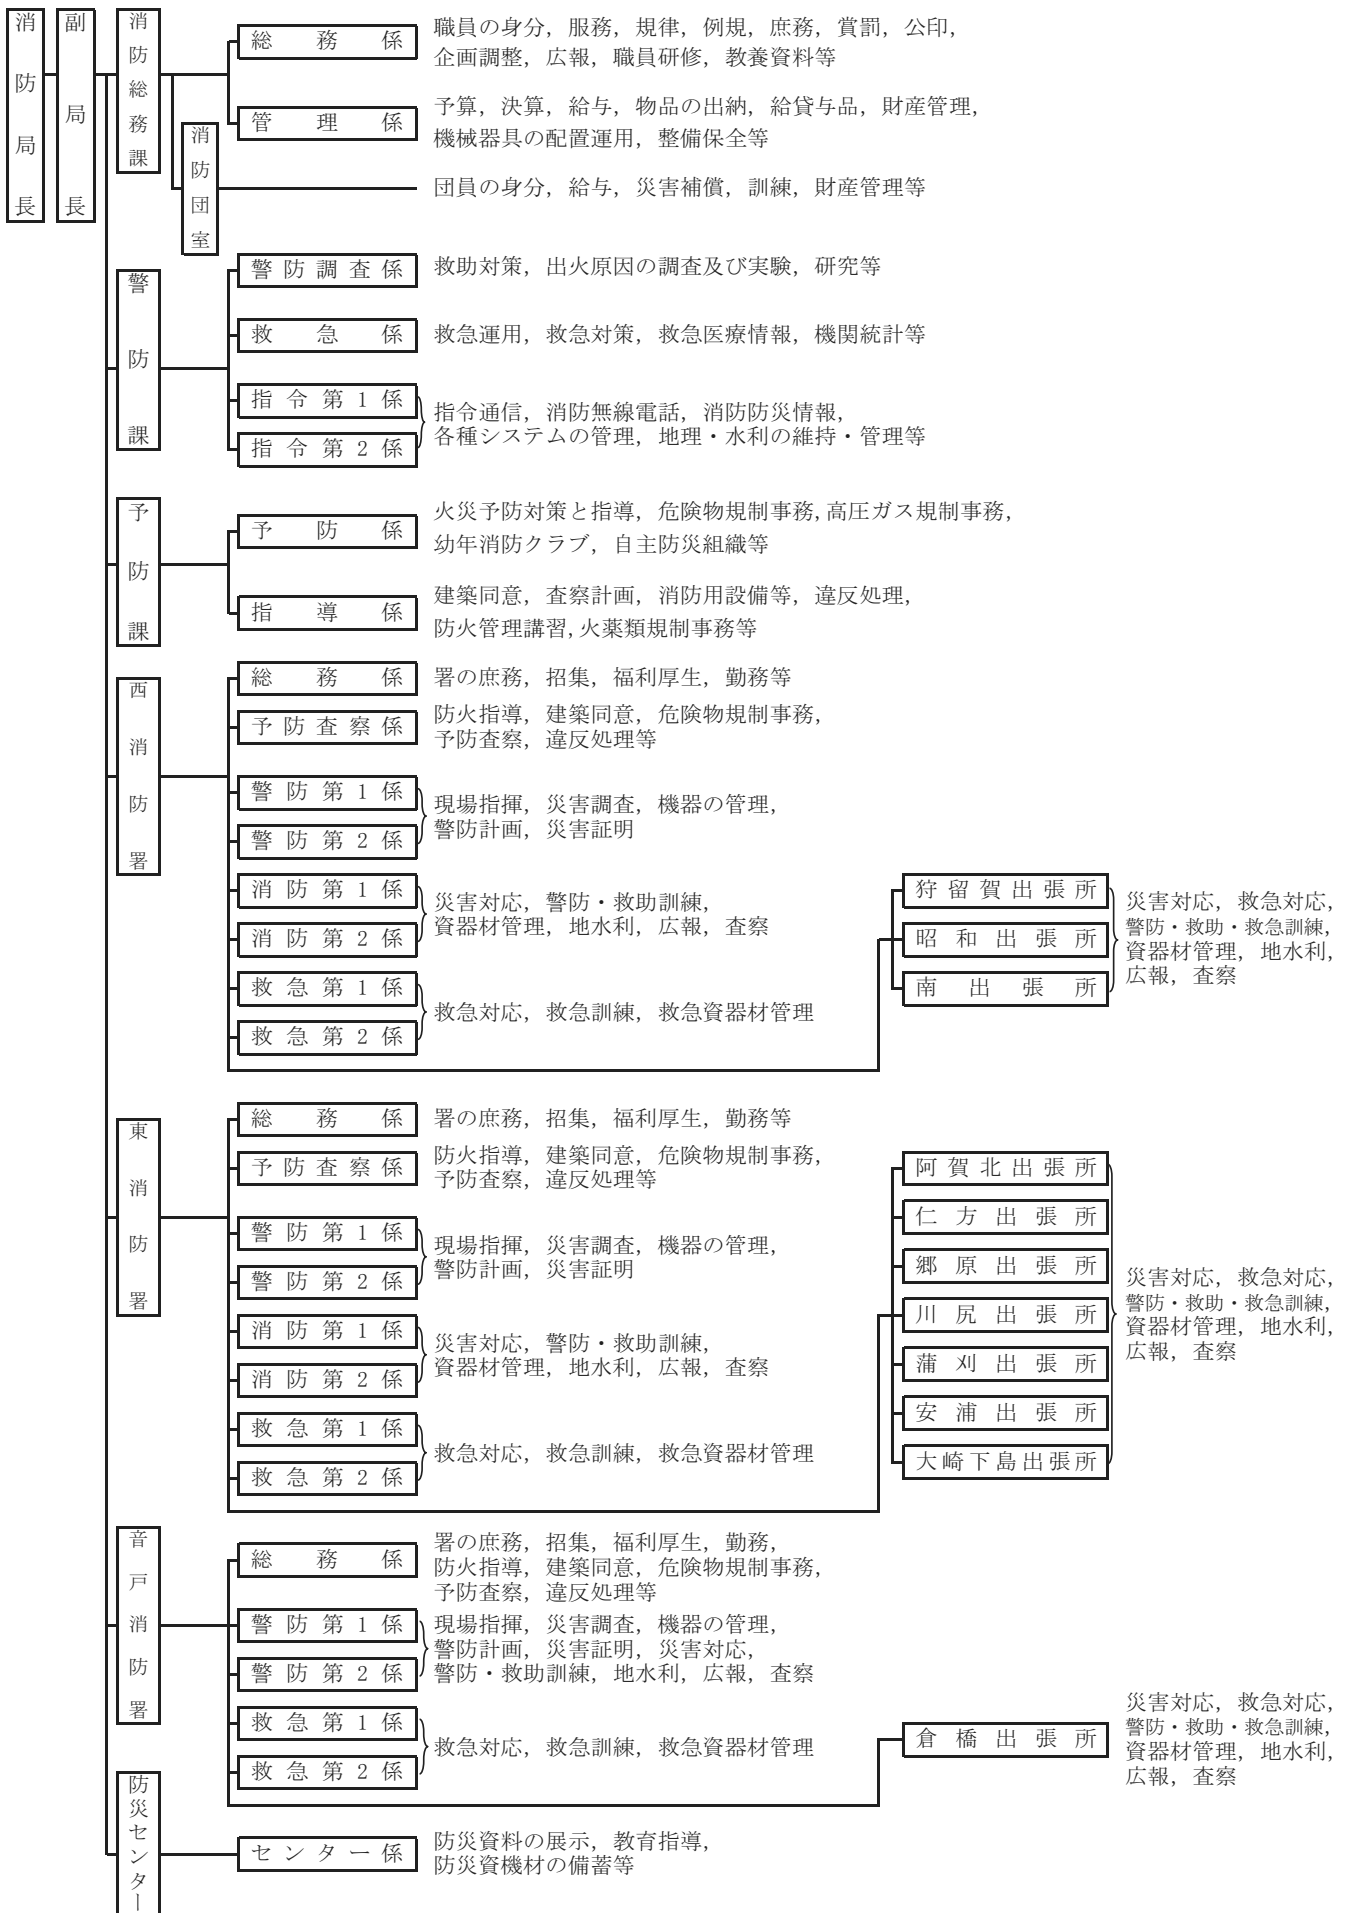 消防局長
副局長
消防総務課
総務係
職員の身分，服務，規律，例規，庶務，賞罰，公印，
企画調整，広報，職員研修，教養資料等
管理係
予算，決算，給与，物品の出納，給貸与品，財産管理，
機械器具の配置運用，整備保全等
消防団室
団員の身分，給与，災害補償，訓練，財産管理等
警防課
警防調査係
救助対策，出火原因の調査及び実験，研究等
救急係
救急運用，救急対策，救急医療情報，機関統計等
指令第1係
指令第2係
指令通信，消防無線電話，消防防災情報，
各種システムの管理，地理・水利の維持・管理等
予防課
予防係
火災予防対策と指導，危険物規制事務,高圧ガス規制事務，
幼年消防クラブ，自主防災組織等
指導係
建築同意，査察計画，消防用設備等，違反処理，
防火管理講習,火薬類規制事務等
西消防署
総務係
署の庶務，招集，福利厚生，勤務等
予防査察係
防火指導，建築同意，危険物規制事務，
予防査察，違反処理等
警防第1係
警防第2係
現場指揮，災害調査，機器の管理，
警防計画，災害証明
消防第1係
消防第2係
災害対応，警防・救助訓練，
資器材管理，地水利，広報，査察
救急第1係
救急第2係
救急対応，救急訓練，救急資器材管理
狩留賀出張所
昭和出張所
南出張所
災害対応，救急対応，
警防・救助・救急訓練，
資器材管理，地水利，
広報，査察
東消防署
総務係
署の庶務，招集，福利厚生，勤務等
予防査察係
防火指導，建築同意，危険物規制事務，
予防査察，違反処理等
警防第1係
警防第2係
現場指揮，災害調査，機器の管理，
警防計画，災害証明
消防第1係
消防第2係
災害対応，警防・救助訓練，
資器材管理，地水利，広報，査察
救急第1係
救急第2係
救急対応，救急訓練，救急資器材管理
阿賀北出張所
仁方出張所
郷原出張所
川尻出張所
蒲刈出張所
安浦出張所
大崎下島出張所
災害対応，救急対応，
警防・救助・救急訓練，
資器材管理，地水利，
広報，査察
音戸消防署
総務係
署の庶務，招集，福利厚生，勤務，
防火指導，建築同意，危険物規制事務，
予防査察，違反処理等
警防第1係
警防第2係
現場指揮，災害調査，機器の管理，
警防計画，災害証明，災害対応，
警防・救助訓練，地水利，広報，査察
救急第1係
救急第2係
救急対応，救急訓練，救急資器材管理
倉橋出張所
災害対応，救急対応，
警防・救助・救急訓練，
資器材管理，地水利，
広報，査察
防災センター
センター係
防災資料の展示，教育指導，
防災資機材の備蓄等